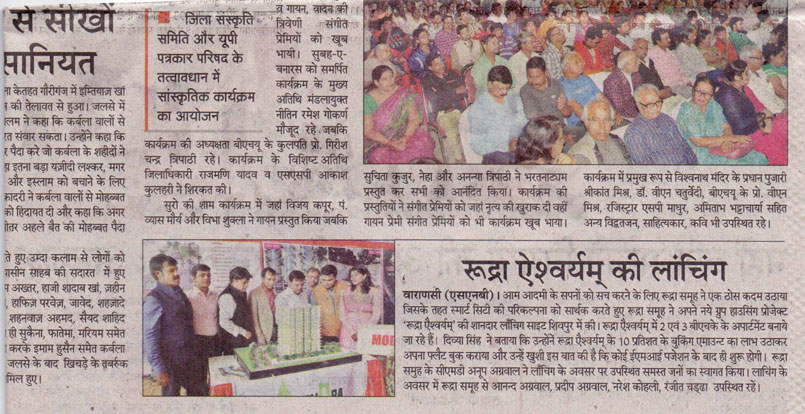 से सीखों
सानियत
ना केतहत गौरीगंज में इम्तियाज़ खां
न की तेलावत से हुआ। जलसे में
लम ने कहा कि कर्बला वालों से
रत संवार सकता। उन्होंने कहा कि
र पैदा करे जो कर्बला के शहीदों ने
इतना बड़ा यज़ीदी लश्कर, मगर
और इस्लाम को बचाने के लिए
कादरी ने कर्बला वालों से मोहब्बत
को हिदायत दी और कहा कि अगर
तर अहले बैत की मोहब्बत पैदा
ते हुए उम्दा कलाम से लोगों को
यासीन साहब की सदारत में हुए
अख्तर, हाजी शादाब खां, ज़हीन
हाफिज़ परवेज़, जावेद, शहज़ादे
शहनवाज़ अहमद, सैयद शाहिद
ही सुकैना, फातेमा, मरियम समेत
करके इमाम हुसैन समेत कर्बला
जलसे के बाद खिचड़े के तबर्रुक
मिल हुए।
जिला संस्कृति
समिति और यूपी
पत्रकार परिषद के
तत्वावधान में
सांस्कृतिक कार्यक्रम
का आयोजन
व गायन, यादव की
त्रिवेणी संगीत
प्रेमियों को खूब
भायी। सुबह-ए-
बनारस को समर्पित
कार्यक्रम के मुख्य
अतिथि मंडलायुक्त
नीतिन रमेश गोकर्ण
मौजूद रहे जबकि
कार्यक्रम की अध्यक्षता बीएचयू के कुलपति प्रो. गिरीश
चन्द्र त्रिपाठी रहे। कार्यक्रम के विशिष्ट अतिथि
जिलाधिकारी राजमणि यादव व एसएसपी आकाश
कुलहरी ने शिरकत की।
सुरो की शाम कार्यक्रम में जहां विजय कपूर, पं.
व्यास मौर्य और विभा शुक्ला ने गायन प्रस्तुत किया जबकि
सुचिता कुजुर, नेहा और अनन्या त्रिपाठी ने भरतनाटयम
प्रस्तुत कर सभी को आनंदित किया। कार्यक्रम की
प्रस्तुतियों ने संगीत प्रेमियों को जहां नृत्य की खुराक दी वहीं
गायन प्रेमी संगीत प्रेमियों को भी कार्यक्रम खूब भाया।
कार्यक्रम में प्रमुख रूप से विश्वनाथ मंदिर के प्रधान पुजारी
श्रीकांत मिश्र, डॉ. वीएन चतुर्वेदी, बीएचयू के प्रो. वीएन
मिश्र, रजिस्ट्रार एसपी माथुर, अमिताभ भट्टाचार्या सहित
अन्य विद्वतजन, साहित्यकार, कवि भी उपस्थित रहे।
रूद्रा ऐश्वर्यम् की लांचिंग
वाराणसी (एसएनबी)। आम आदमी के सपनों को सच करने के लिए रूद्रा समूह ने एक ठोस कदम उठाया
जिसके तहत स्मार्ट सिटी की परिकल्पना को सार्थक करते हुए रूद्रा समूह ने अपने नये ग्रुप हाउसिंग प्रोजेक्ट
'रूद्रा ऐश्वर्यम' की शानदार लाँचिंग साइट शिवपुर में की। रूद्रा ऐश्वर्यम् में 2 एवं 3 बीएचके के अपार्टमेंट बनाये
जा रहे हैं। दिव्या सिंह ने बताया कि उन्होंने रूद्रा ऐश्वर्यम के 10 प्रतिशत के बुकिंग एमाउन्ट का लाभ उठाकर
अपना फ्लैट बुक कराया और उन्हें खुशी इस बात की है कि कोई ईएमआई पजेशन के बाद ही शुरू होगी। रूद्रा
समूह के सीएमडी अनूप अग्रवाल ने लाँचिंग के अवसर पर उपस्थित समस्त जनों का स्वागत किया। लाचिंग के
अवसर में रूद्रा समूह से आनन्द अग्रवाल, प्रदीप अग्रवाल, नरेश कोहली, रंजीत चड्ढा उपस्थित रहें।